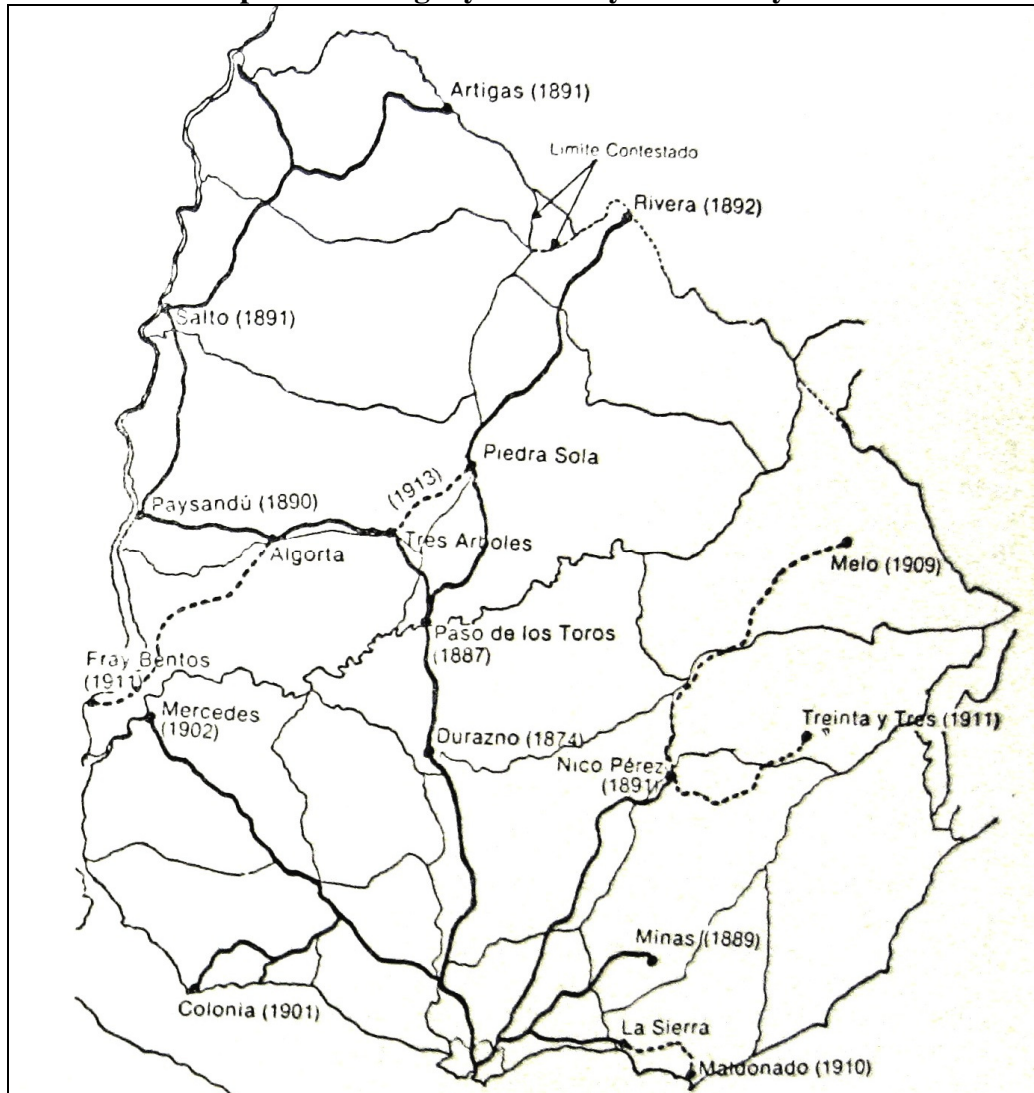 Artigas (1891)
Limite Contestado
Rivera (1892)
Salto (1891)
Piedra Sola
(1913)
Paysandú (1890)
Tres Arboles
Algorta
Melo (1909)
Paso de los Toros
(1887)
Fray Bentos
(1911)
Mercedes
(1902)
Treinta y Tres (1911)
Durazno (1874)
Nico Pérez
(1891)
Minas (1889)
Colonia (1901)
La Sierra
Maldonado (1910)